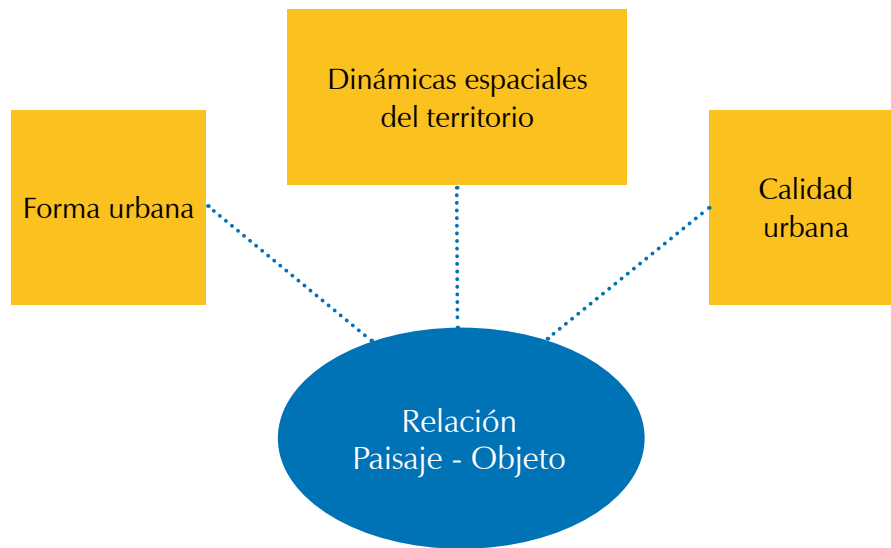 Dinámicas espaciales
del territorio
Forma urbana
Calidad
urbana
Relación
Paisaje - Objeto